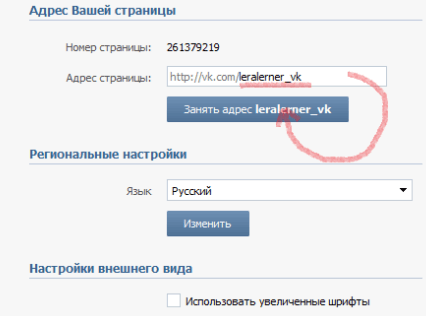 Адрес Вашей страницы
Номер страницы: 261379219
Адрес страницы: http://vk.com/leralerner_vk
Занять адрес leralerner_vk
Региональные настройки
Язык Русский
Изменить
Настройки внешнего вида
Использовать увеличенные шрифты